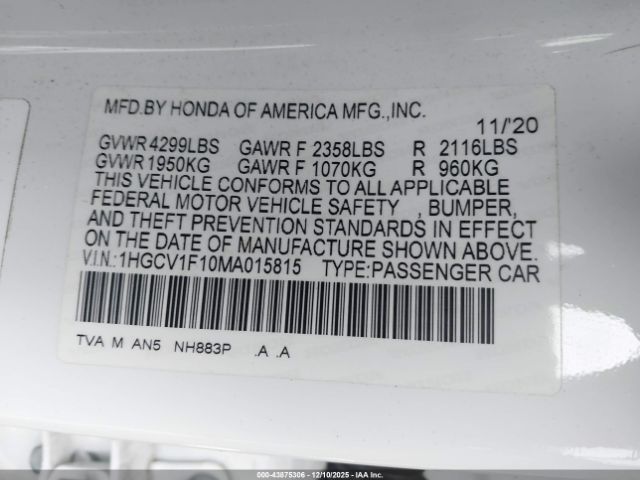 MFD.BY HONDA OF AMERICA MFG.,INC.
11/'20
GVWR 4299LBS GAWR F 2358LBS R 2116LBS
GVWR 1950KG GAWR F 1070KG R 960KG
THIS VEHICLE CONFORMS TO ALL APPLICABLE
FEDERAL MOTOR VEHICLE SAFETY , BUMPER,
AND THEFT PREVENTION STANDARDS IN EFFECT
ON THE DATE OF MANUFACTURE SHOWN ABOVE.
V.I.N.:1HGCV1F10MA015815 TYPE:PASSENGER CAR
TVA M AN5 NH883P .A .A
000-43875306 - 12/10/2025 - IAA Inc.